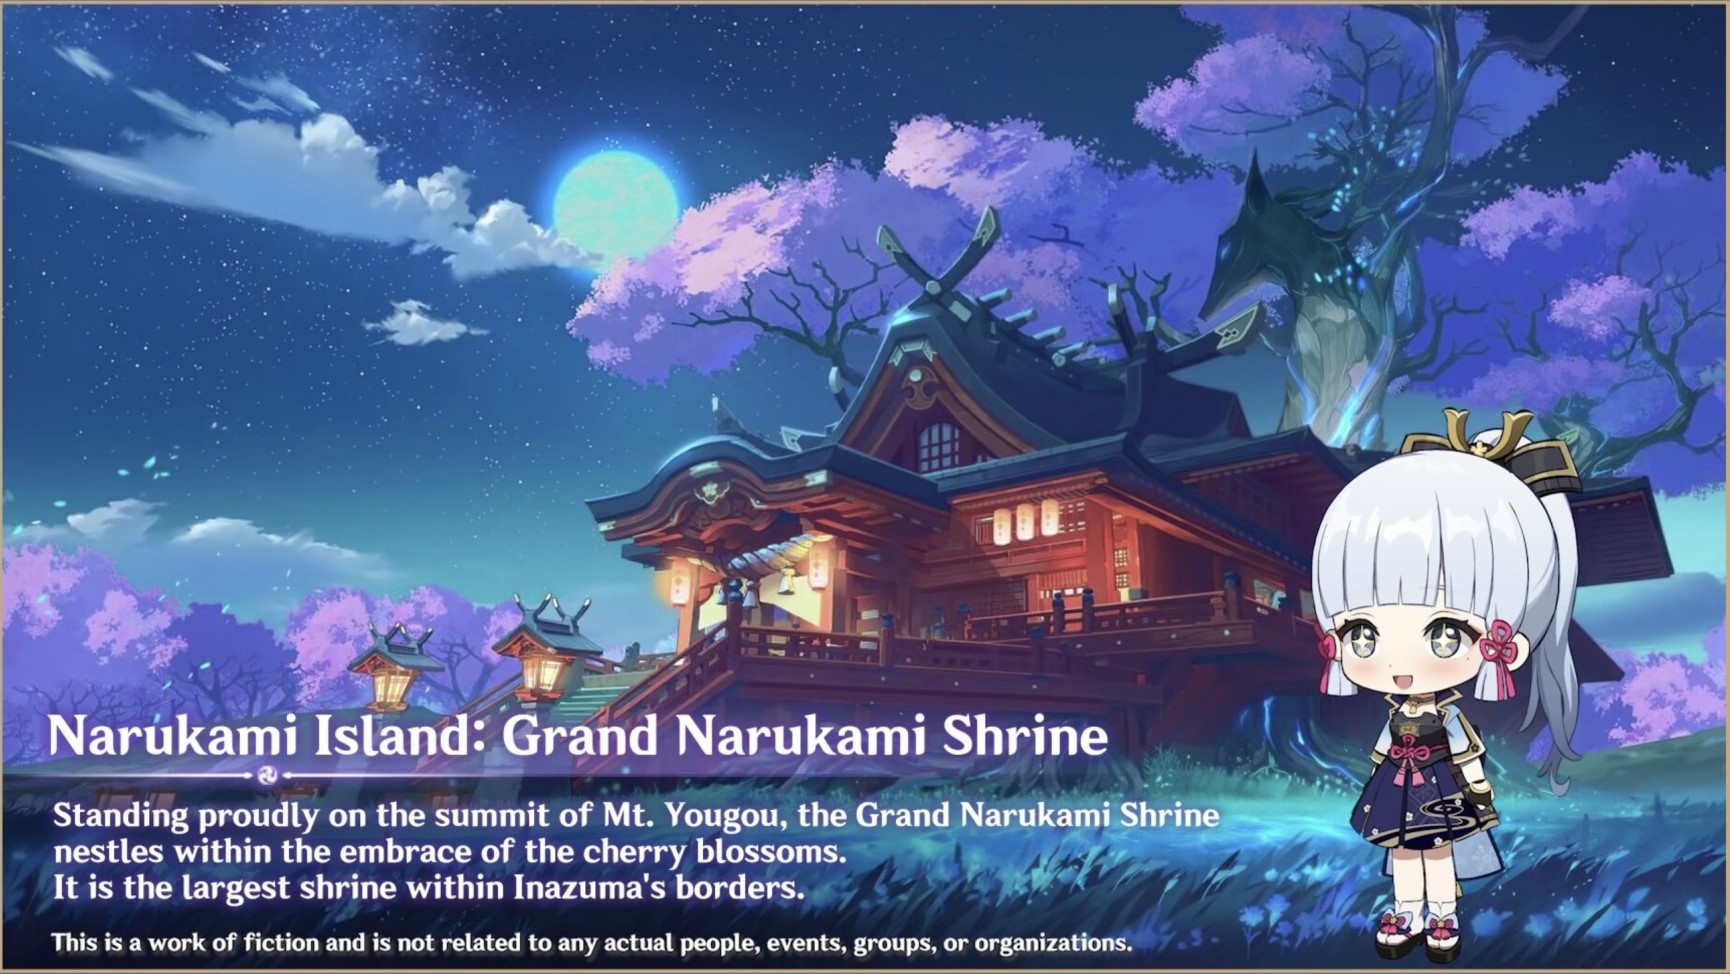 Narukami Island: Grand Narukami Shrine
Standing proudly on the summit of Mt. Yougou, the Grand Narukami Shrine
nestles within the embrace of the cherry blossoms.
It is the largest shrine within Inazuma's borders.
This is a work of fiction and is not related to any actual people, events, groups, or organizations.